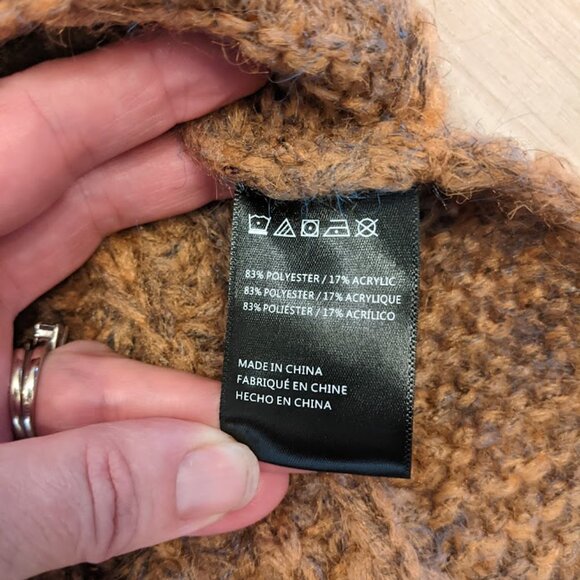 83% POLYESTER / 17% ACRYLIC
83% POLYESTER / 17% ACRYLIQUE
83% POLIÉSTER / 17% ACRÍLICO
MADE IN CHINA
FABRIQUÉ EN CHINE
HECHO EN CHINA